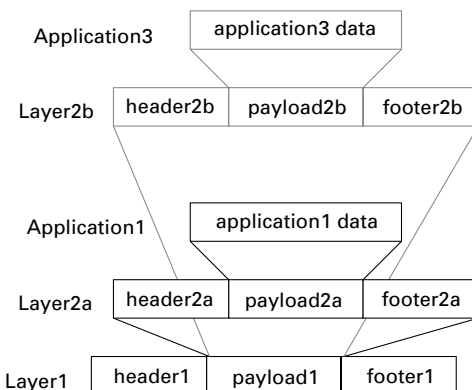 Application3 application3 data
Layer2b header2b payload2b footer2b
Application1 application1 data
Layer2a header2a payload2a footer2a
Layer1 header1 payload1 footer1